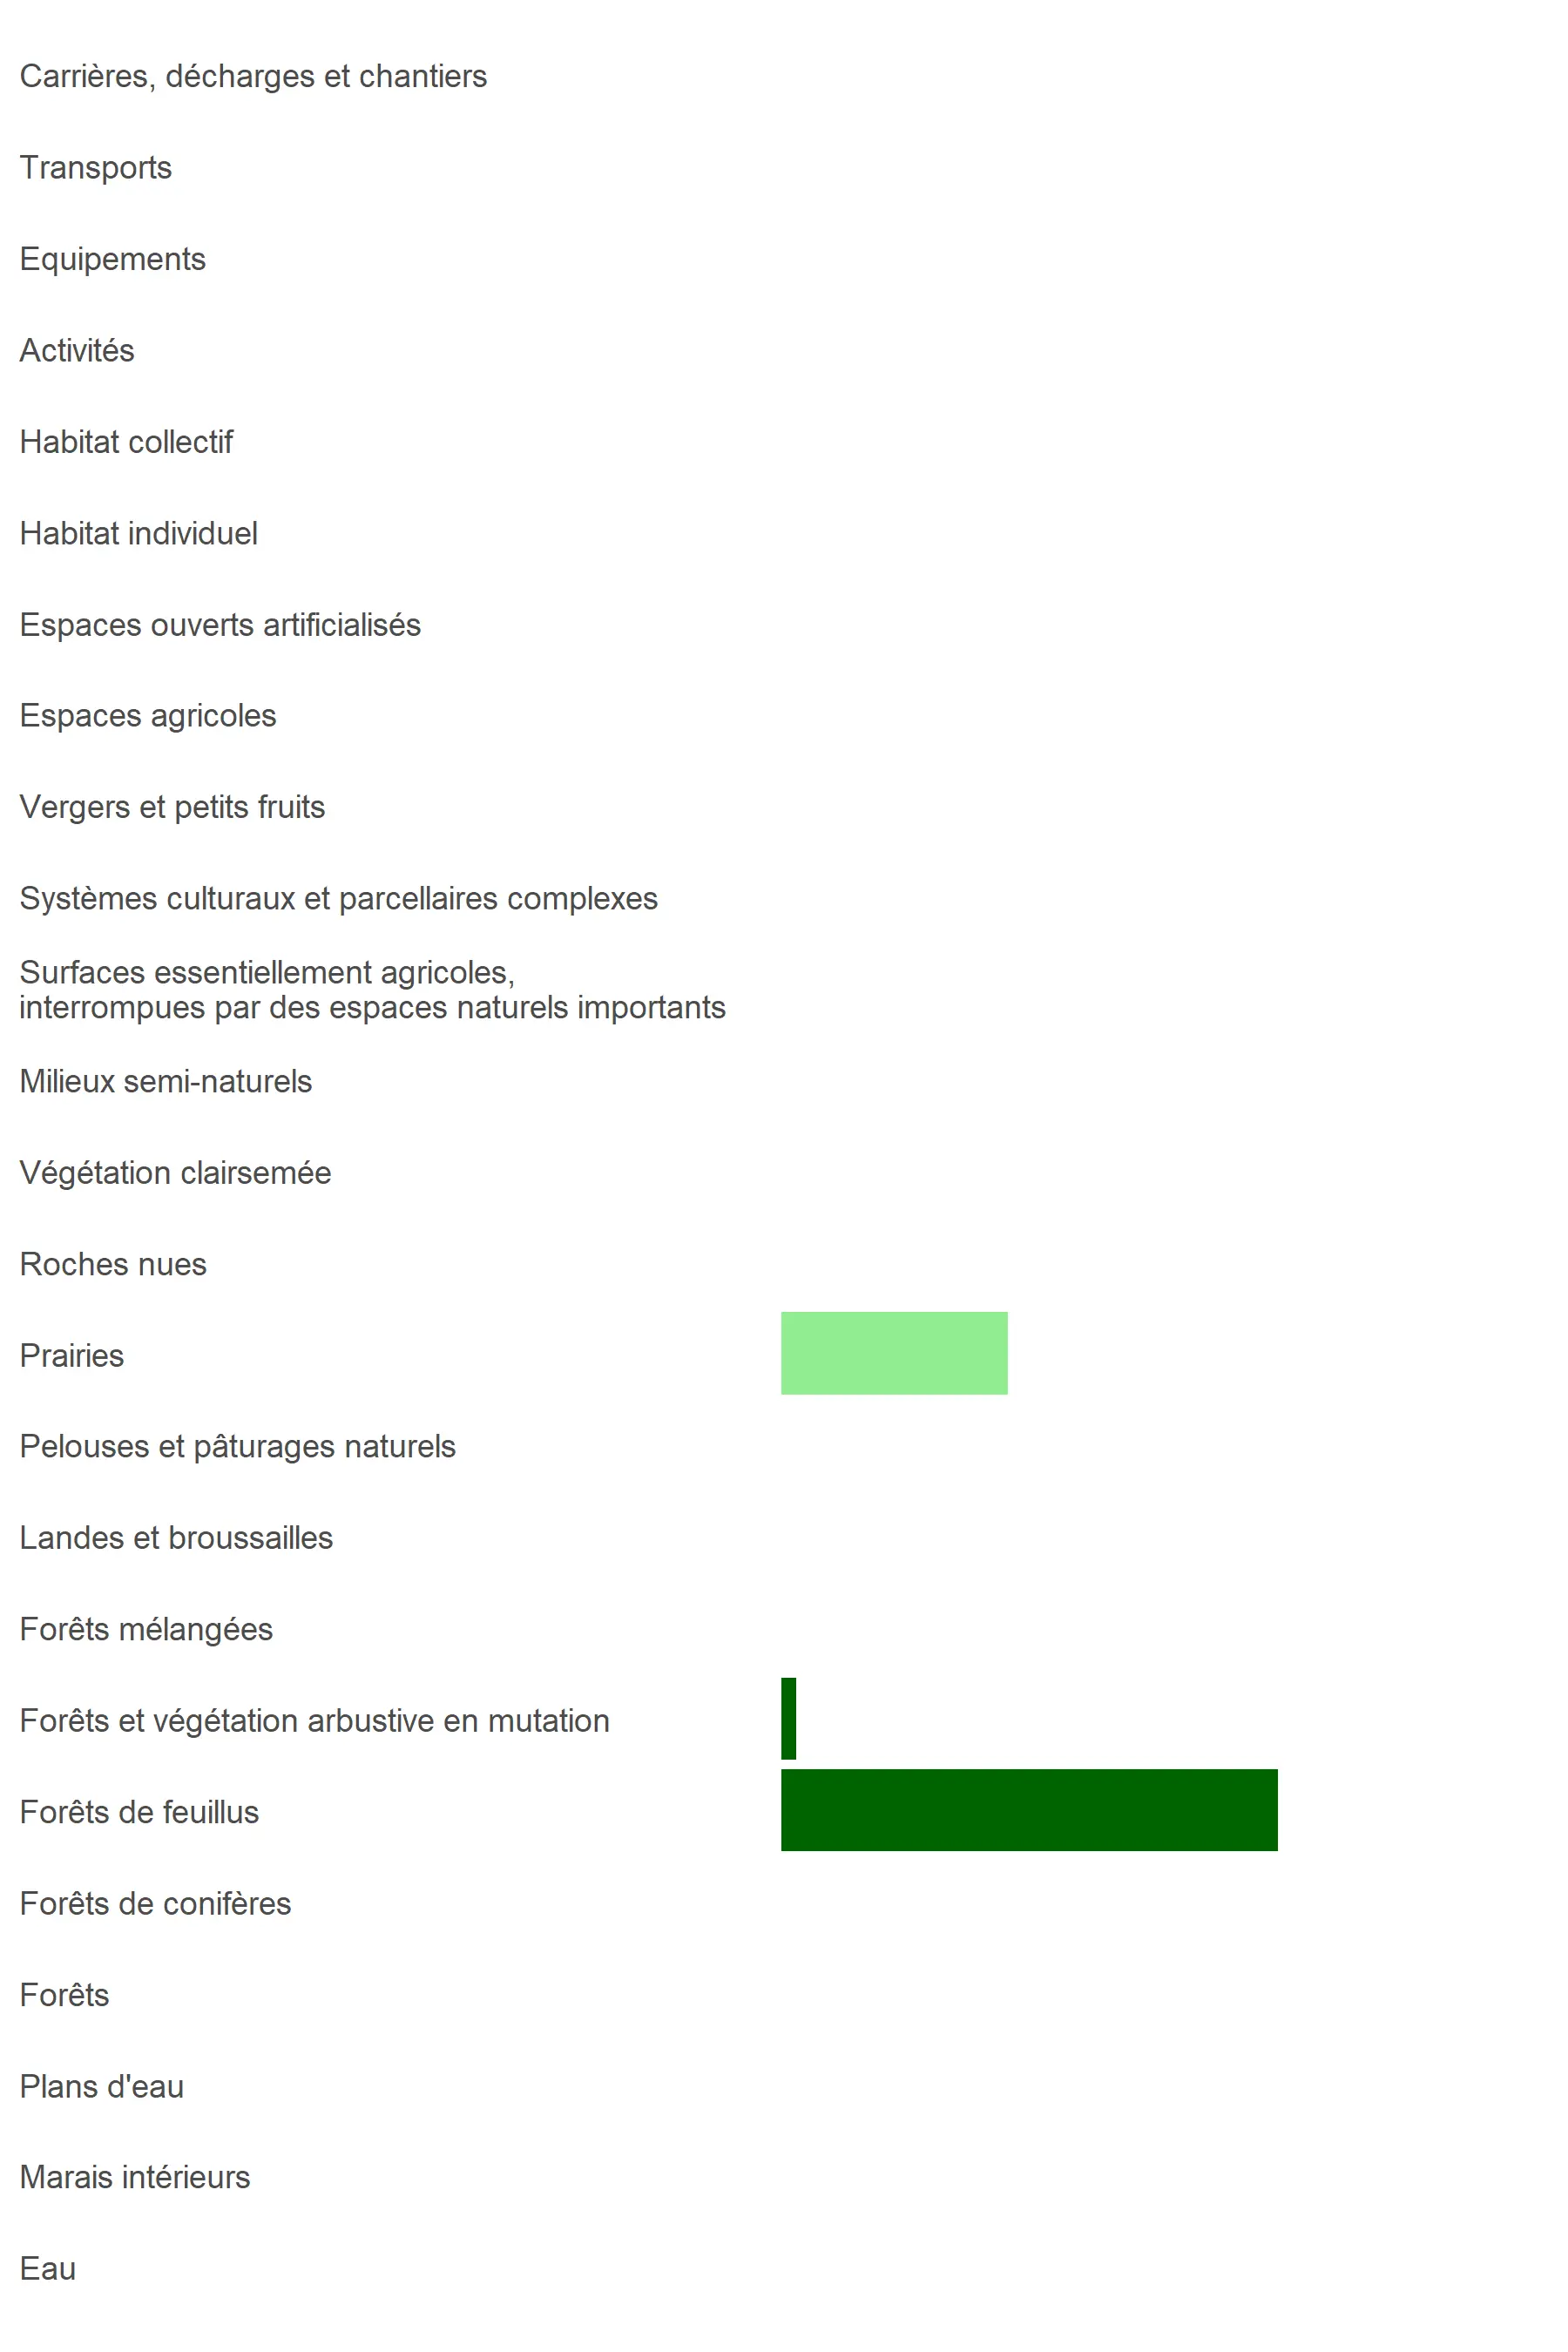 Carrières, décharges et chantiers
Transports
Equipements
Activités
Habitat collectif
Habitat individuel
Espaces ouverts artificialisés
Espaces agricoles
Vergers et petits fruits
Systèmes culturaux et parcellaires complexes
Surfaces essentiellement agricoles,
interrompues par des espaces naturels importants
Milieux semi-naturels
Végétation clairsemée
Roches nues
Prairies
Pelouses et pâturages naturels
Landes et broussailles
Forêts mélangées
Forêts et végétation arbustive en mutation
Forêts de feuillus
Forêts de conifères
Forêts
Plans d'eau
Marais intérieurs
Eau